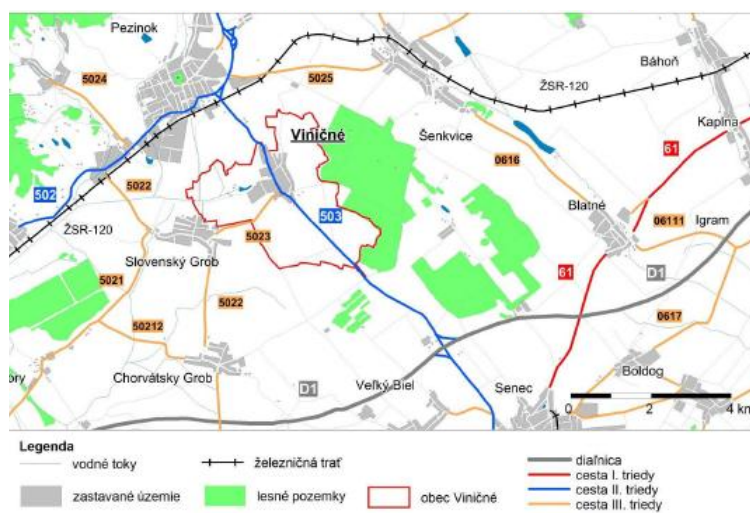 Pezinok
5024
5025
ŽSR-120
Báhoň
Viničné
Šenkvice
Kaplna
61
0616
5022
502
503
Blatné
06111
Igram
ŽSR-120
5023
Slovenský Grob
61
D1
5021
5022
0617
50212
Boldog
ory
Chorvátsky Grob
D1
Veľký Biel
Senec
0 2 4 km
Legenda
vodné toky
železničná trať
diaľnica
cesta I. triedy
zastavané územie
lesné pozemky
obec Viničné
cesta II. triedy
cesta III. triedy